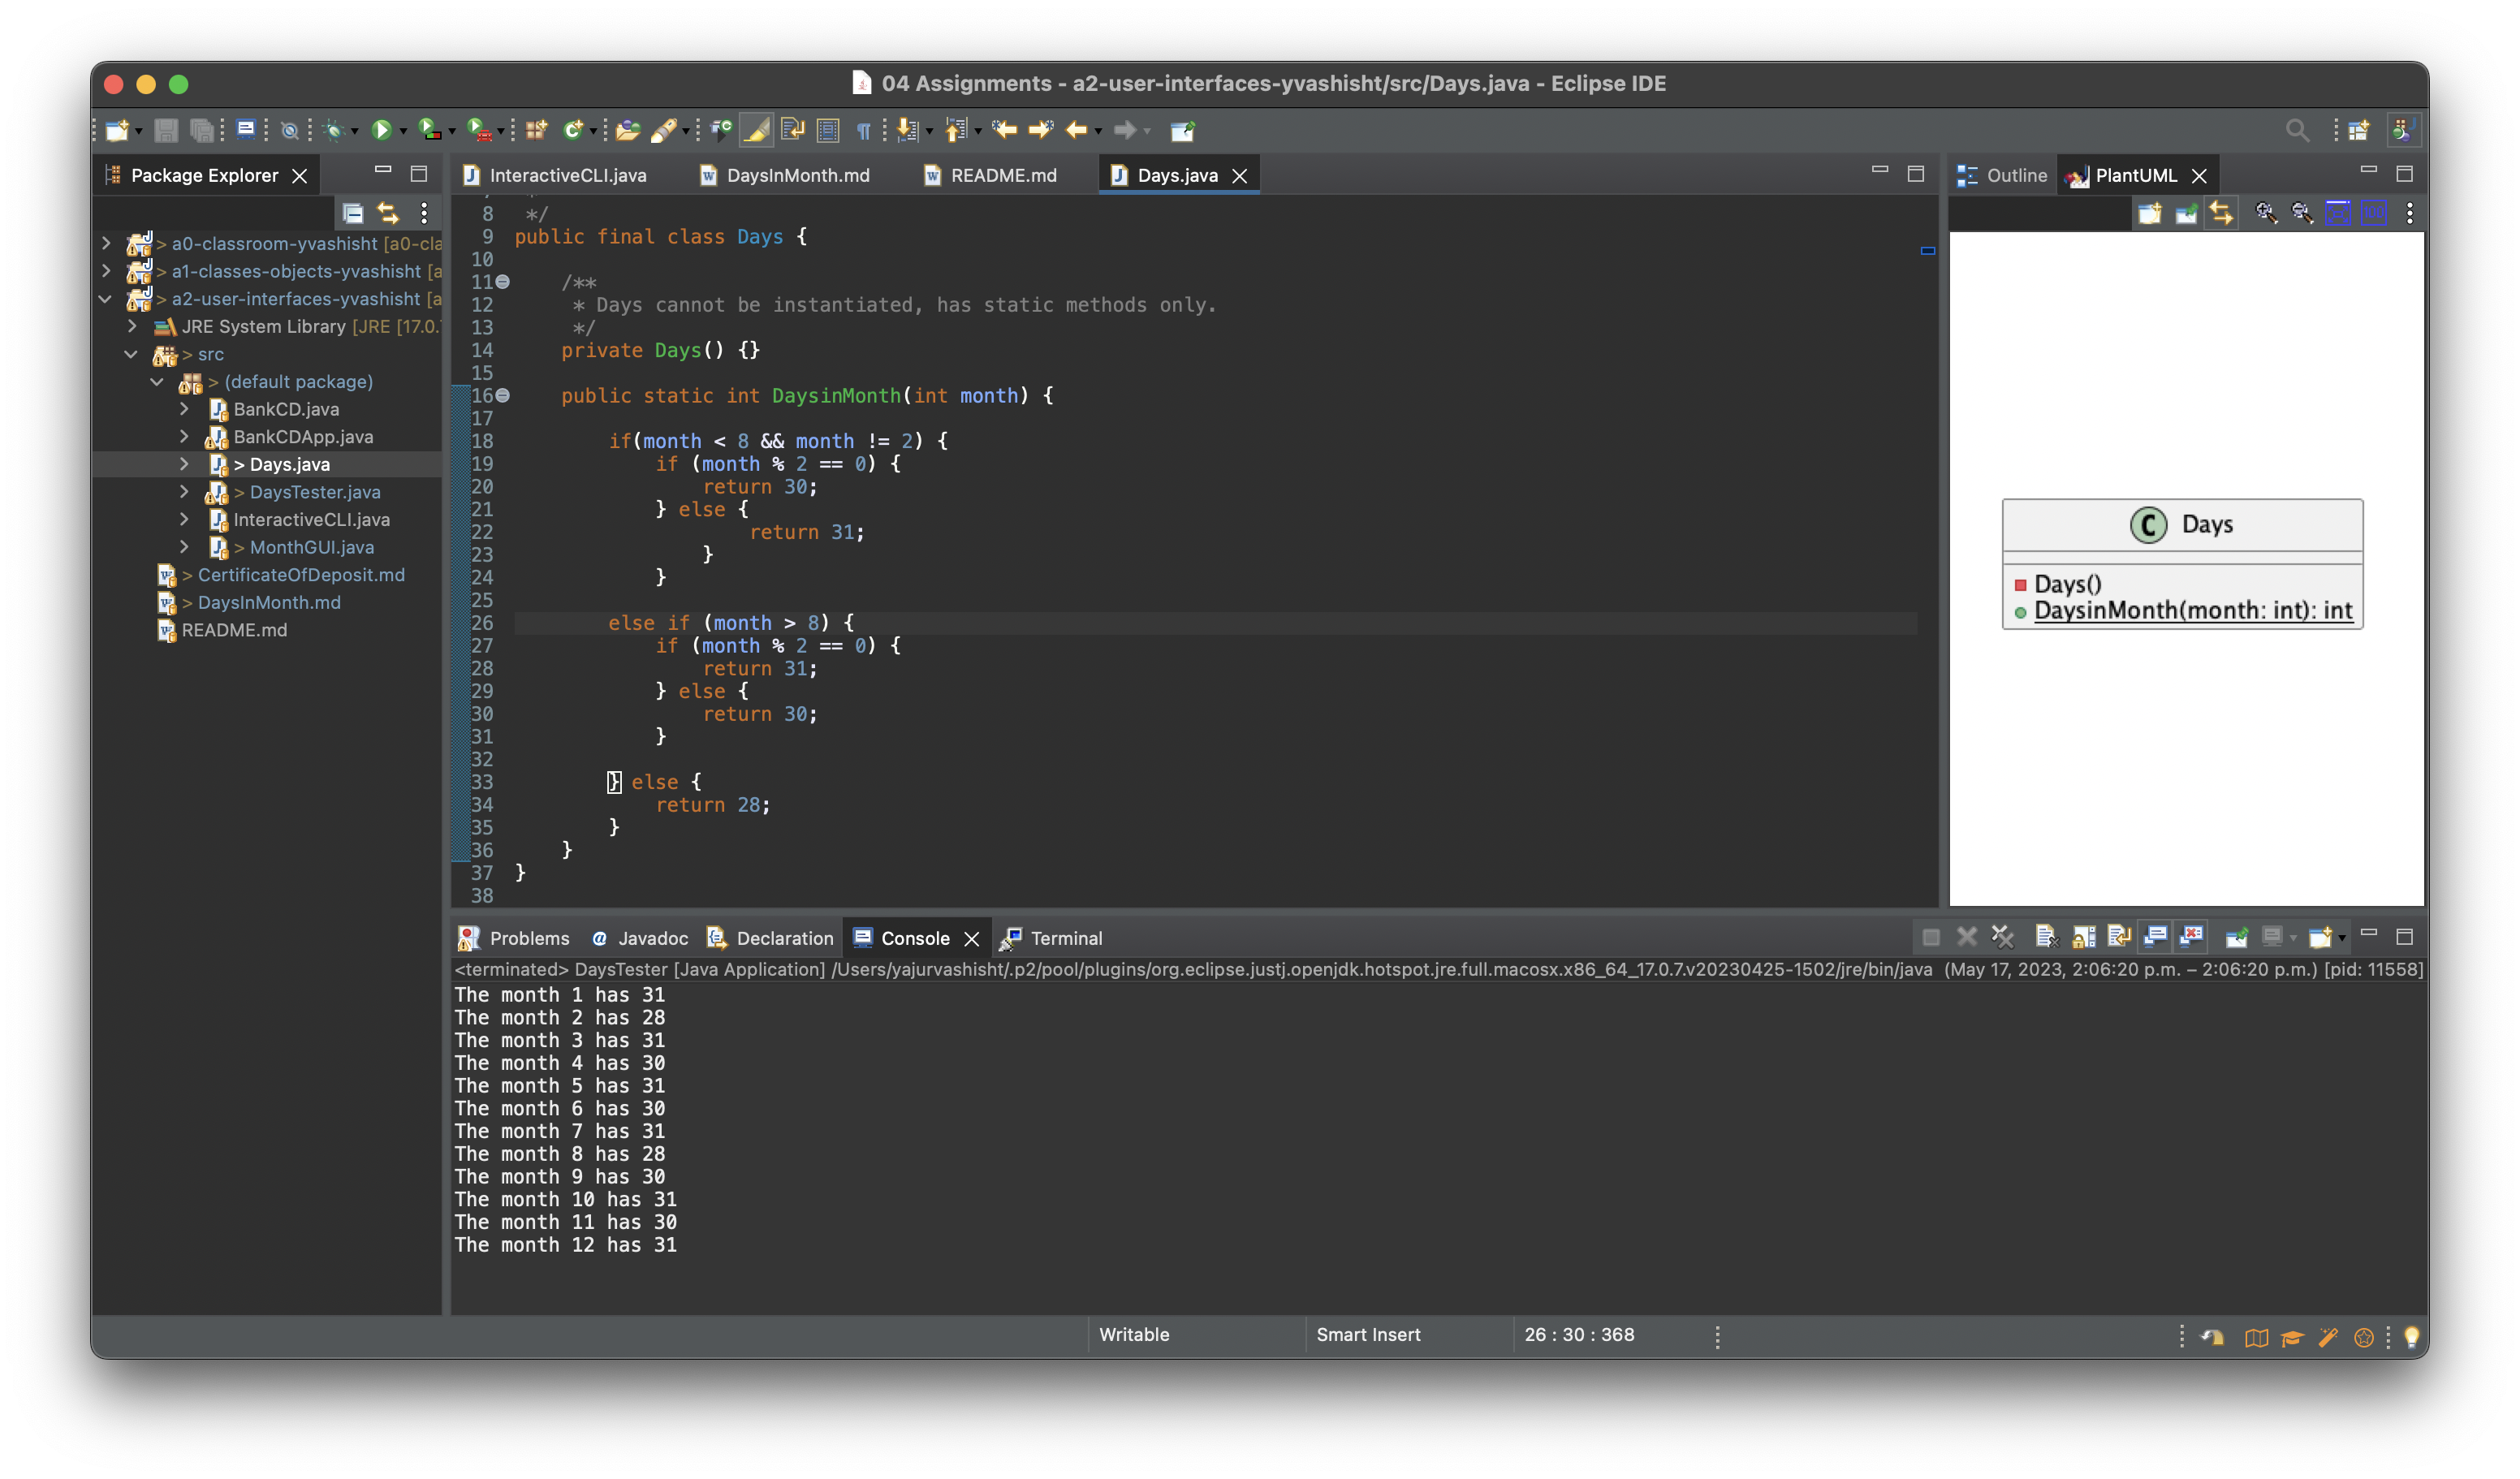 04 Assignments - a2-user-interfaces-yvashisht/src/Days.java - Eclipse IDE
Package Explorer
InteractiveCLI.java
DaysInMonth.md
README.md
Days.java
Outline
PlantUML
> a0-classroom-yvashisht [a0-cla
> a1-classes-objects-yvashisht [a
> a2-user-interfaces-yvashisht [a
JRE System Library [JRE [17.0.
> src
> (default package)
BankCD.java
BankCDApp.java
> Days.java
> DaysTester.java
InteractiveCLI.java
> MonthGUI.java
> CertificateOfDeposit.md
> DaysInMonth.md
README.md
8 */
9 public final class Days {
10
11 /**
12 * Days cannot be instantiated, has static methods only.
13 */
14 private Days() {}
15
16 public static int DaysinMonth(int month) {
17
18 if(month < 8 && month != 2) {
19 if (month % 2 == 0) {
20 return 30;
21 } else {
22 return 31;
23 }
24 }
25
26 else if (month > 8) {
27 if (month % 2 == 0) {
28 return 31;
29 } else {
30 return 30;
31 }
32
33 } else {
34 return 28;
35 }
36 }
37 }
38
C Days
Days()
DaysinMonth(month: int): int
Problems
@ Javadoc
Declaration
Console
Terminal
<terminated> DaysTester [Java Application] /Users/yajurvashisht/.p2/pool/plugins/org.eclipse.justj.openjdk.hotspot.jre.full.macosx.x86_64_17.0.7.v20230425-1502/jre/bin/java (May 17, 2023, 2:06:20 p.m. – 2:06:20 p.m.) [pid: 11558]
The month 1 has 31
The month 2 has 28
The month 3 has 31
The month 4 has 30
The month 5 has 31
The month 6 has 30
The month 7 has 31
The month 8 has 28
The month 9 has 30
The month 10 has 31
The month 11 has 30
The month 12 has 31
Writable
Smart Insert
26 : 30 : 368